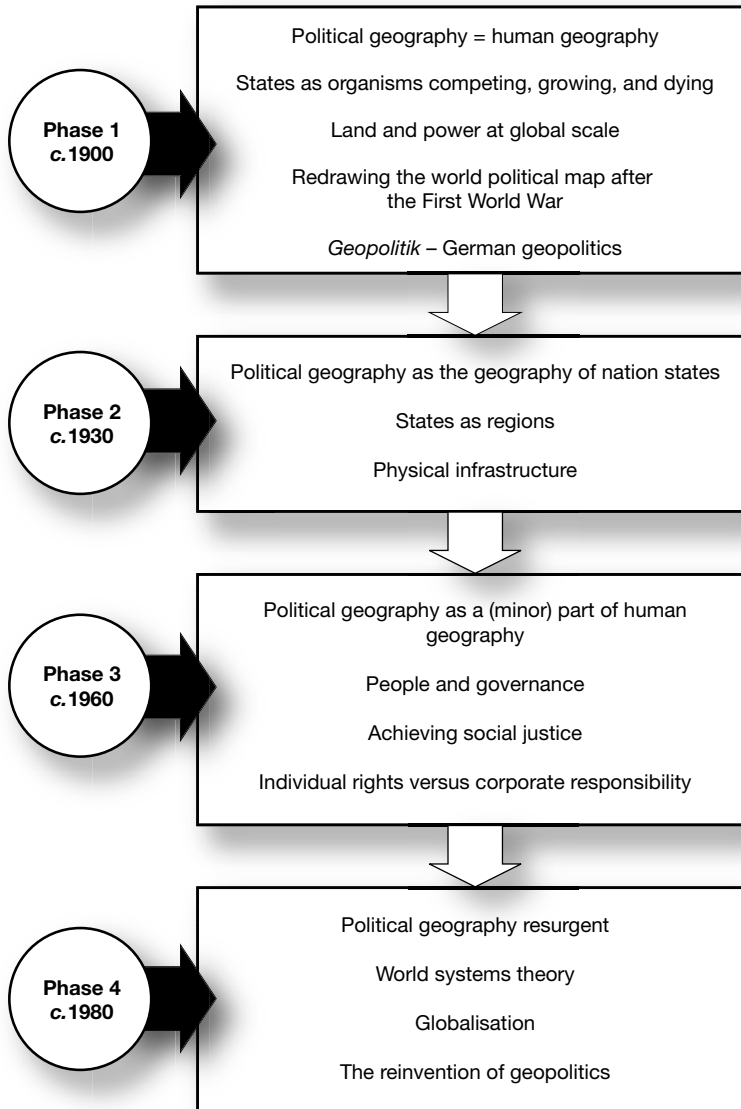 Phase 1
c.1900
Political geography = human geography
States as organisms competing, growing, and dying
Land and power at global scale
Redrawing the world political map after
the First World War
Geopolitik – German geopolitics
Phase 2
c.1930
Political geography as the geography of nation states
States as regions
Physical infrastructure
Phase 3
c.1960
Political geography as a (minor) part of human
geography
People and governance
Achieving social justice
Individual rights versus corporate responsibility
Phase 4
c.1980
Political geography resurgent
World systems theory
Globalisation
The reinvention of geopolitics